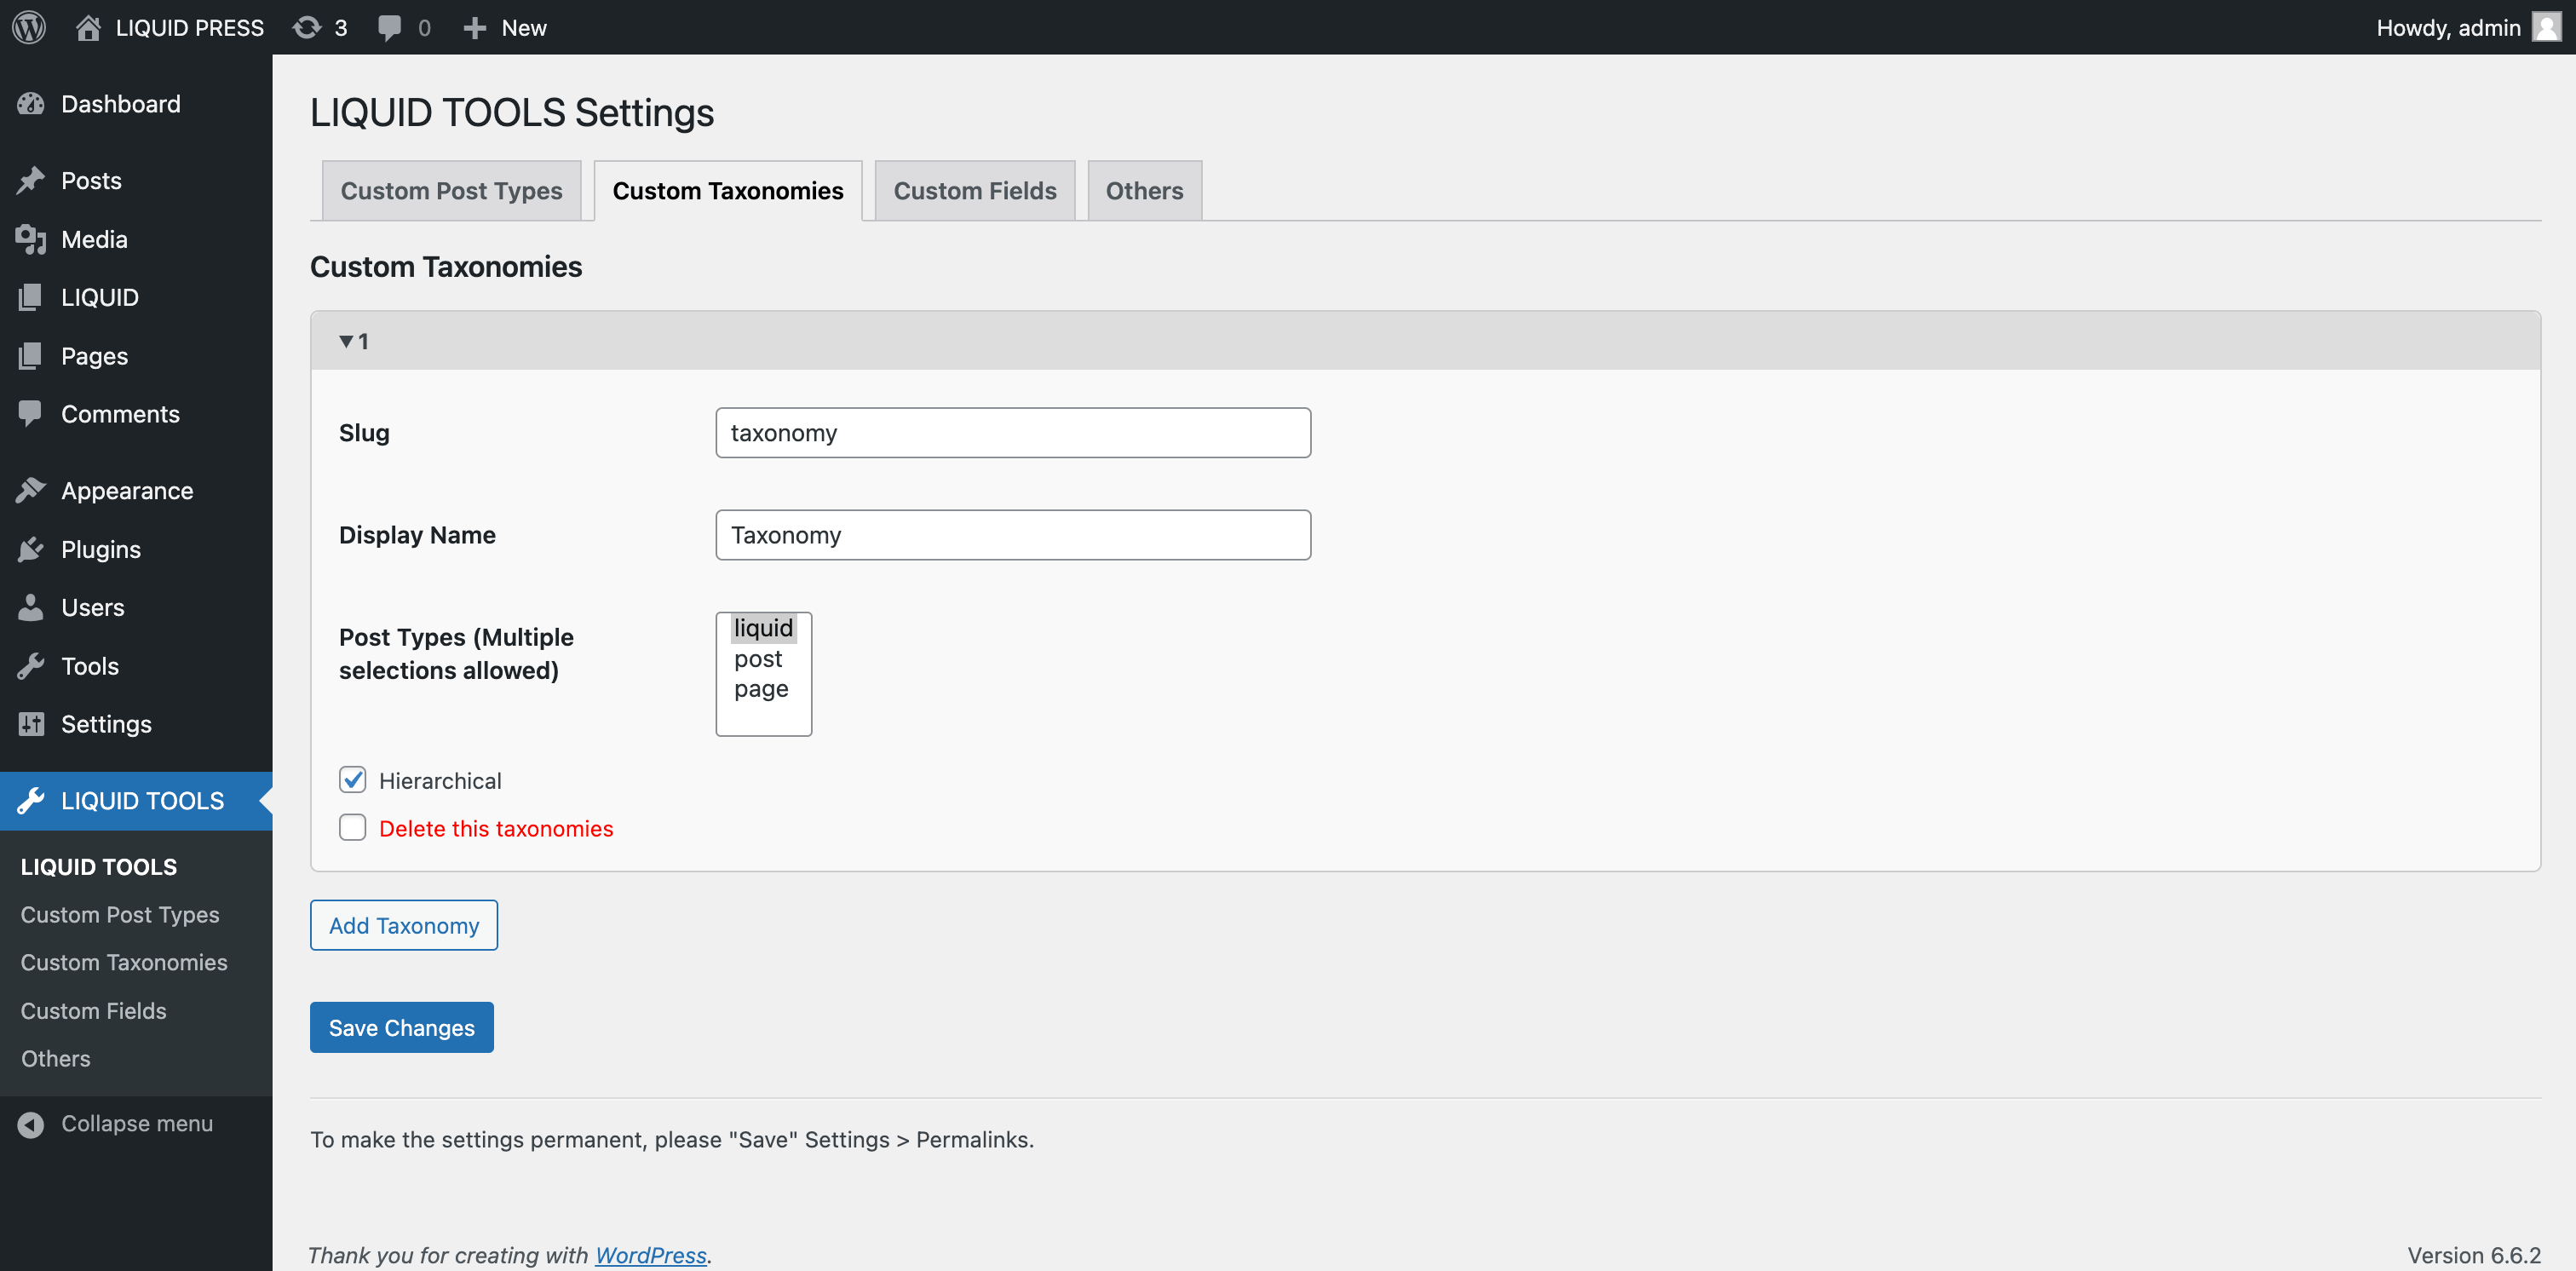 LIQUID PRESS 3 0 New
Howdy, admin
Dashboard
Posts
Media
LIQUID
Pages
Comments
Appearance
Plugins
Users
Tools
Settings
LIQUID TOOLS
LIQUID TOOLS
Custom Post Types
Custom Taxonomies
Custom Fields
Others
Collapse menu
LIQUID TOOLS Settings
Custom Post Types Custom Taxonomies Custom Fields Others
Custom Taxonomies
▼1
Slug taxonomy
Display Name Taxonomy
Post Types (Multiple
selections allowed)
liquid
post
page
Hierarchical
Delete this taxonomies
Add Taxonomy
Save Changes
To make the settings permanent, please "Save" Settings > Permalinks.
Thank you for creating with WordPress.
Version 6.6.2